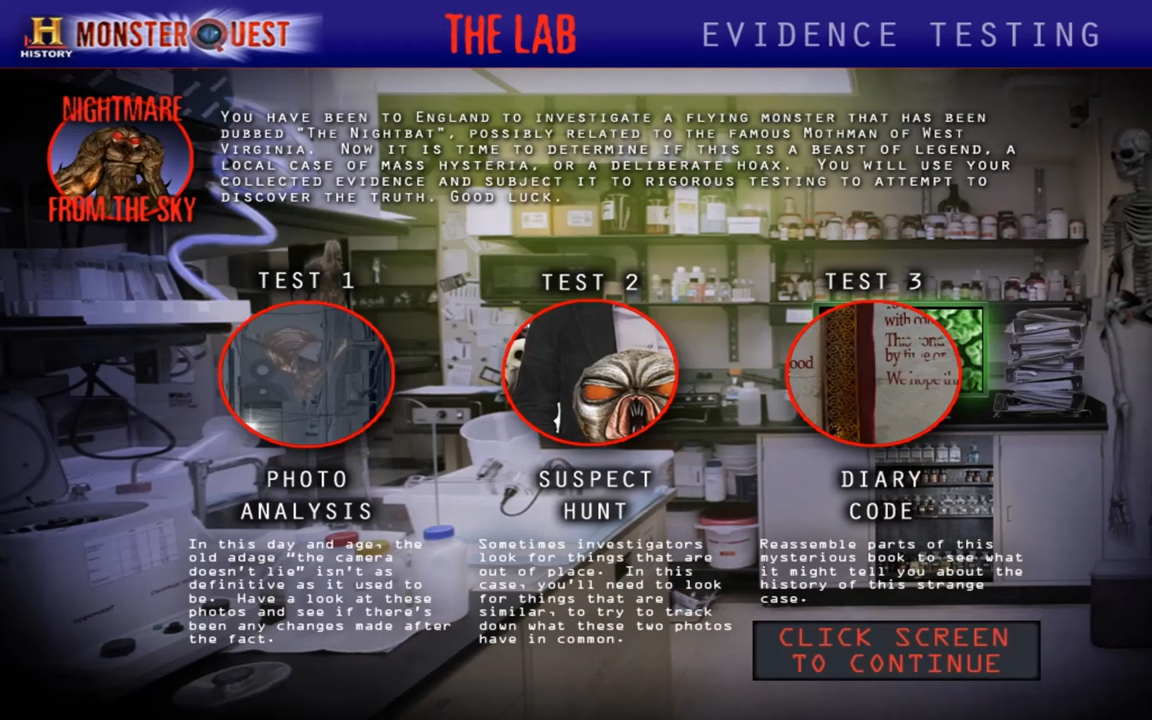 H HISTORY MONSTERQUEST
THE LAB
EVIDENCE TESTING
NIGHTMARE
FROM THE SKY
YOU HAVE BEEN TO ENGLAND TO INVESTIGATE A FLYING MONSTER THAT HAS BEEN
DUBBED "THE NIGHTBAT", POSSIBLY RELATED TO THE FAMOUS MOTHMAN OF WEST
VIRGINIA. NOW IT IS TIME TO DETERMINE IF THIS IS A BEAST OF LEGEND, A
LOCAL CASE OF MASS HYSTERIA, OR A DELIBERATE HOAX. YOU WILL USE YOUR
COLLECTED EVIDENCE AND SUBJECT IT TO RIGOROUS TESTING TO ATTEMPT TO
DISCOVER THE TRUTH. GOOD LUCK.
TEST 1
PHOTO
ANALYSIS
In this day and age, the
old adage "the camera
doesn't lie" isn't as
definitive as it used to
be. Have a look at these
photos and see if there's
been any changes made after
the fact.
TEST 2
SUSPECT
HUNT
Sometimes investigators
look for things that are
out of place. In this
case, you'll need to look
for things that are
similar, to try to track
down what these two photos
have in common.
TEST 3
ood
with
by
We hope
DIARY
CODE
Reassemble parts of this
mysterious book to see what
it might tell you about the
history of this strange
case.
CLICK SCREEN
TO CONTINUE